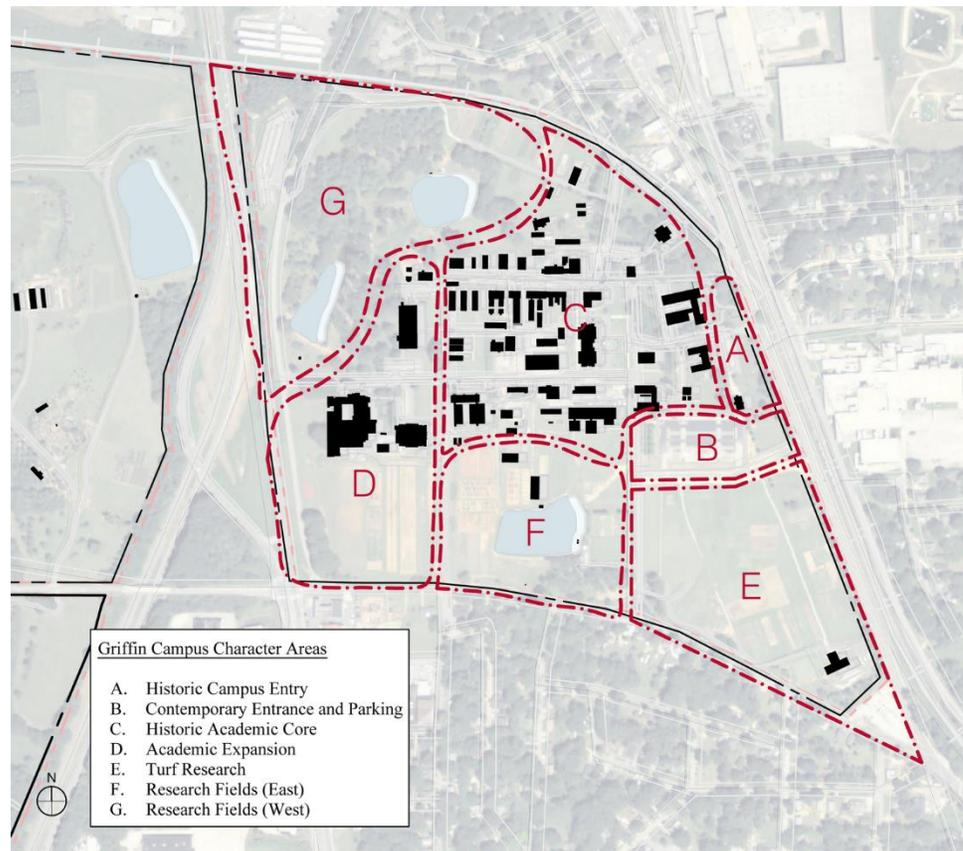 G
C
A
B
D
F
E
Griffin Campus Character Areas
A. Historic Campus Entry
B. Contemporary Entrance and Parking
C. Historic Academic Core
D. Academic Expansion
E. Turf Research
F. Research Fields (East)
G. Research Fields (West)
N